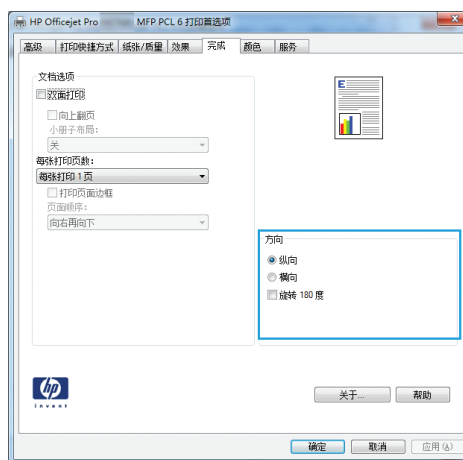 HP Officejet Pro MFP PCL 6 打印首选项
高级 打印快捷方式 纸张/质量 效果 完成 颜色 服务
文档选项
双面打印
向上翻页
小册子布局:
关
每张打印页数:
每张打印 1 页
打印页面边框
页面顺序:
向右再向下
E
方向
纵向
横向
旋转 180 度
hp
invent
关于... 帮助
确定 取消 应用(A)